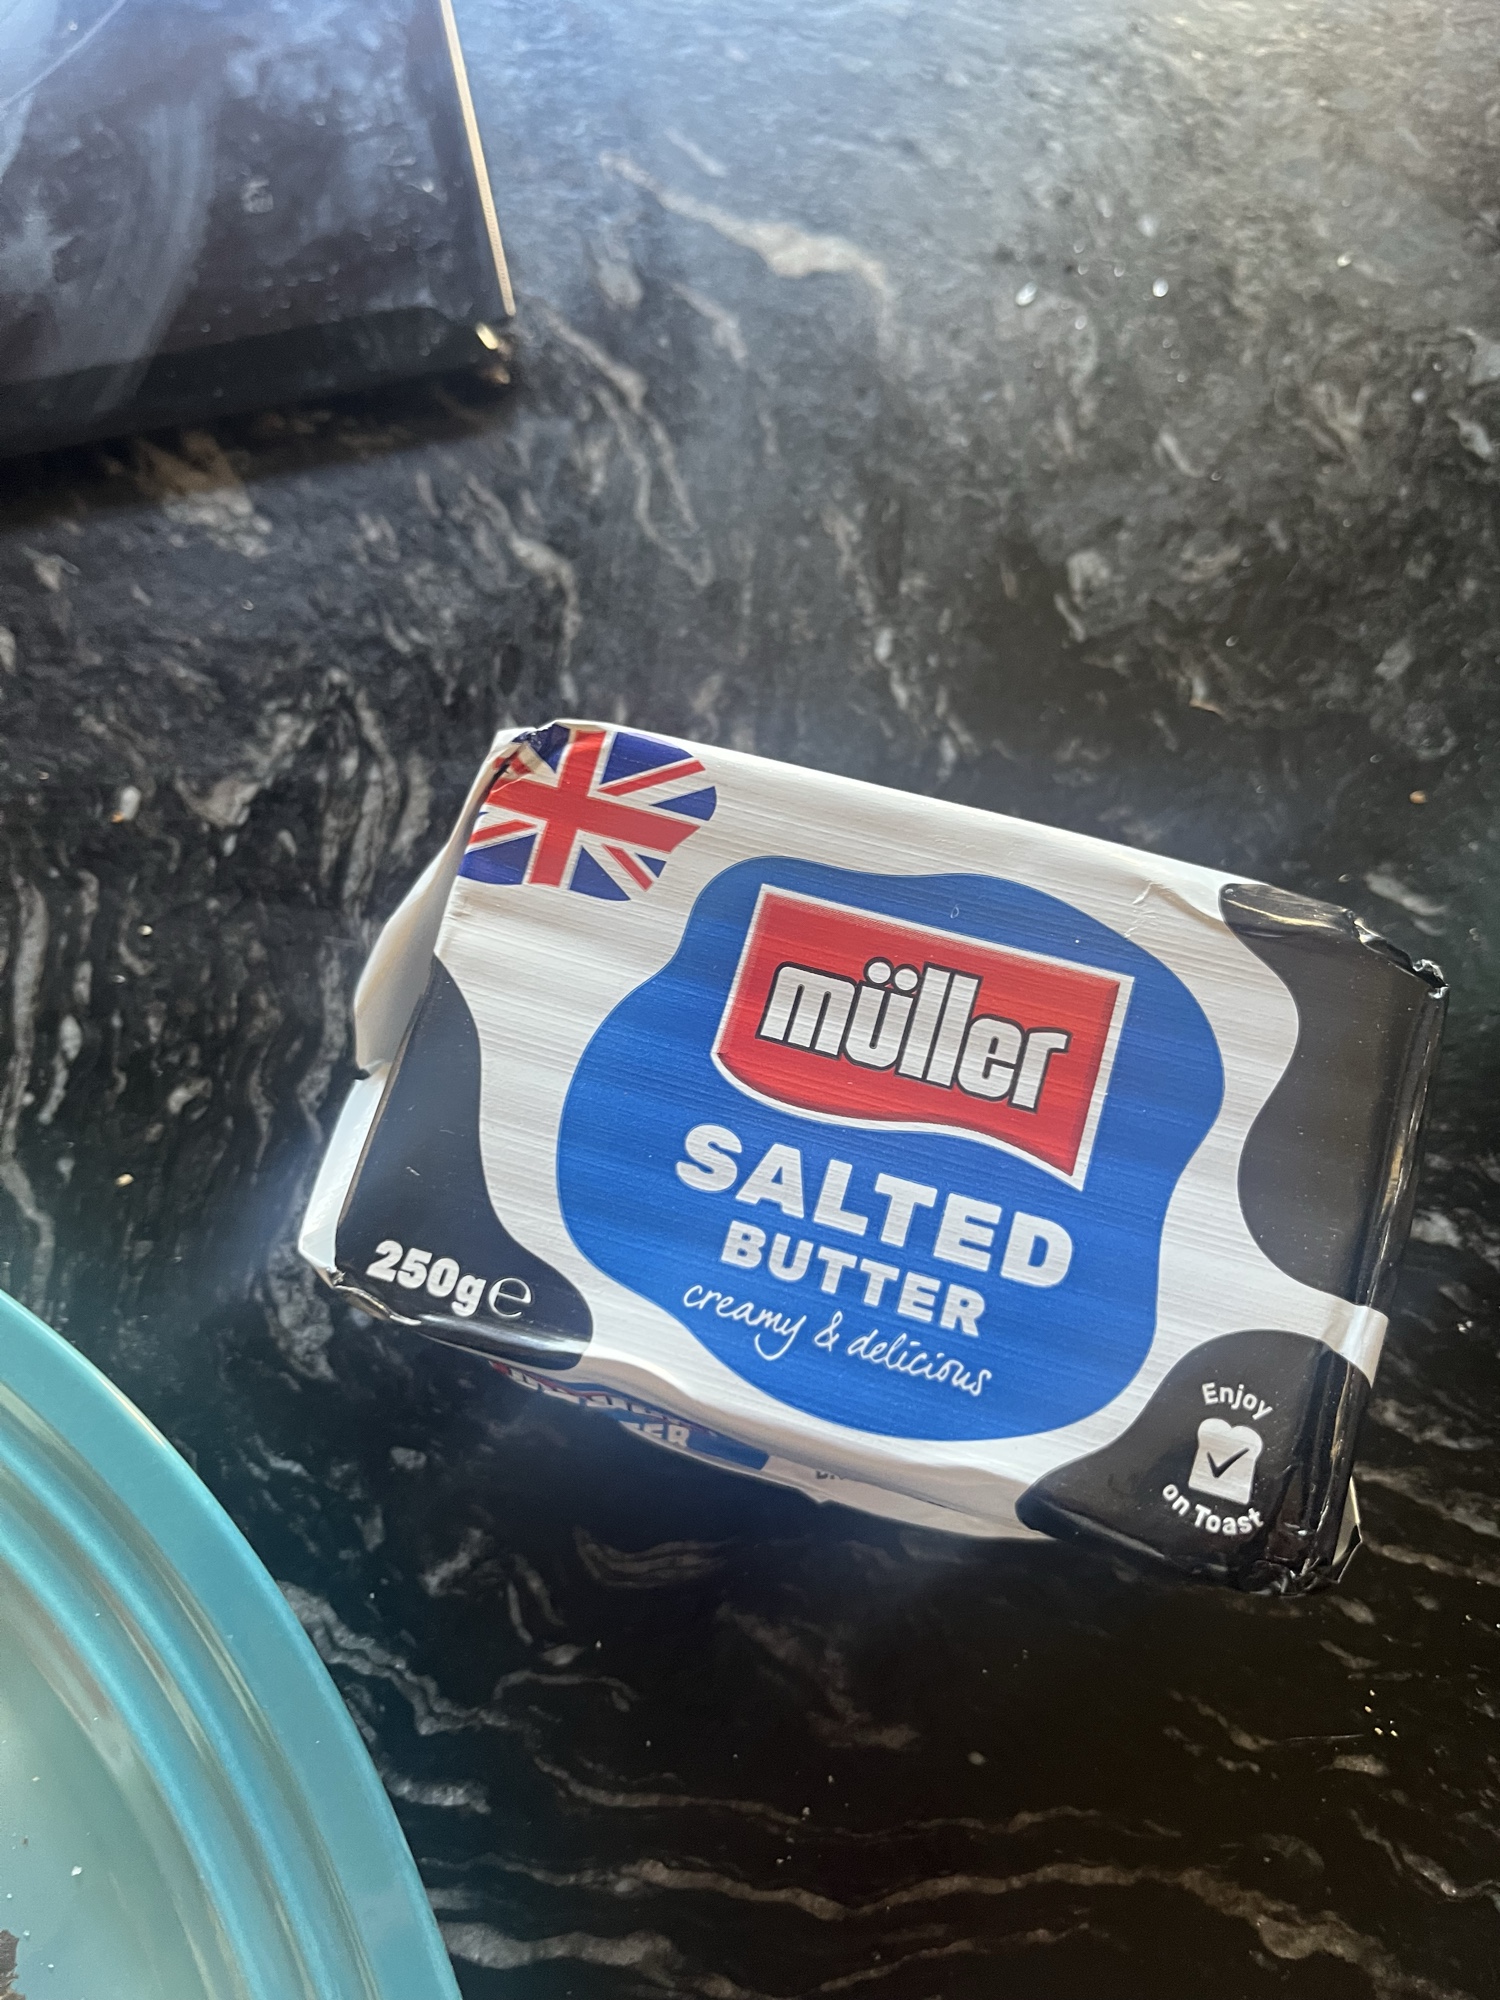 müller
SALTED
BUTTER
creamy & delicious
250g℮
Enjoy
on Toast